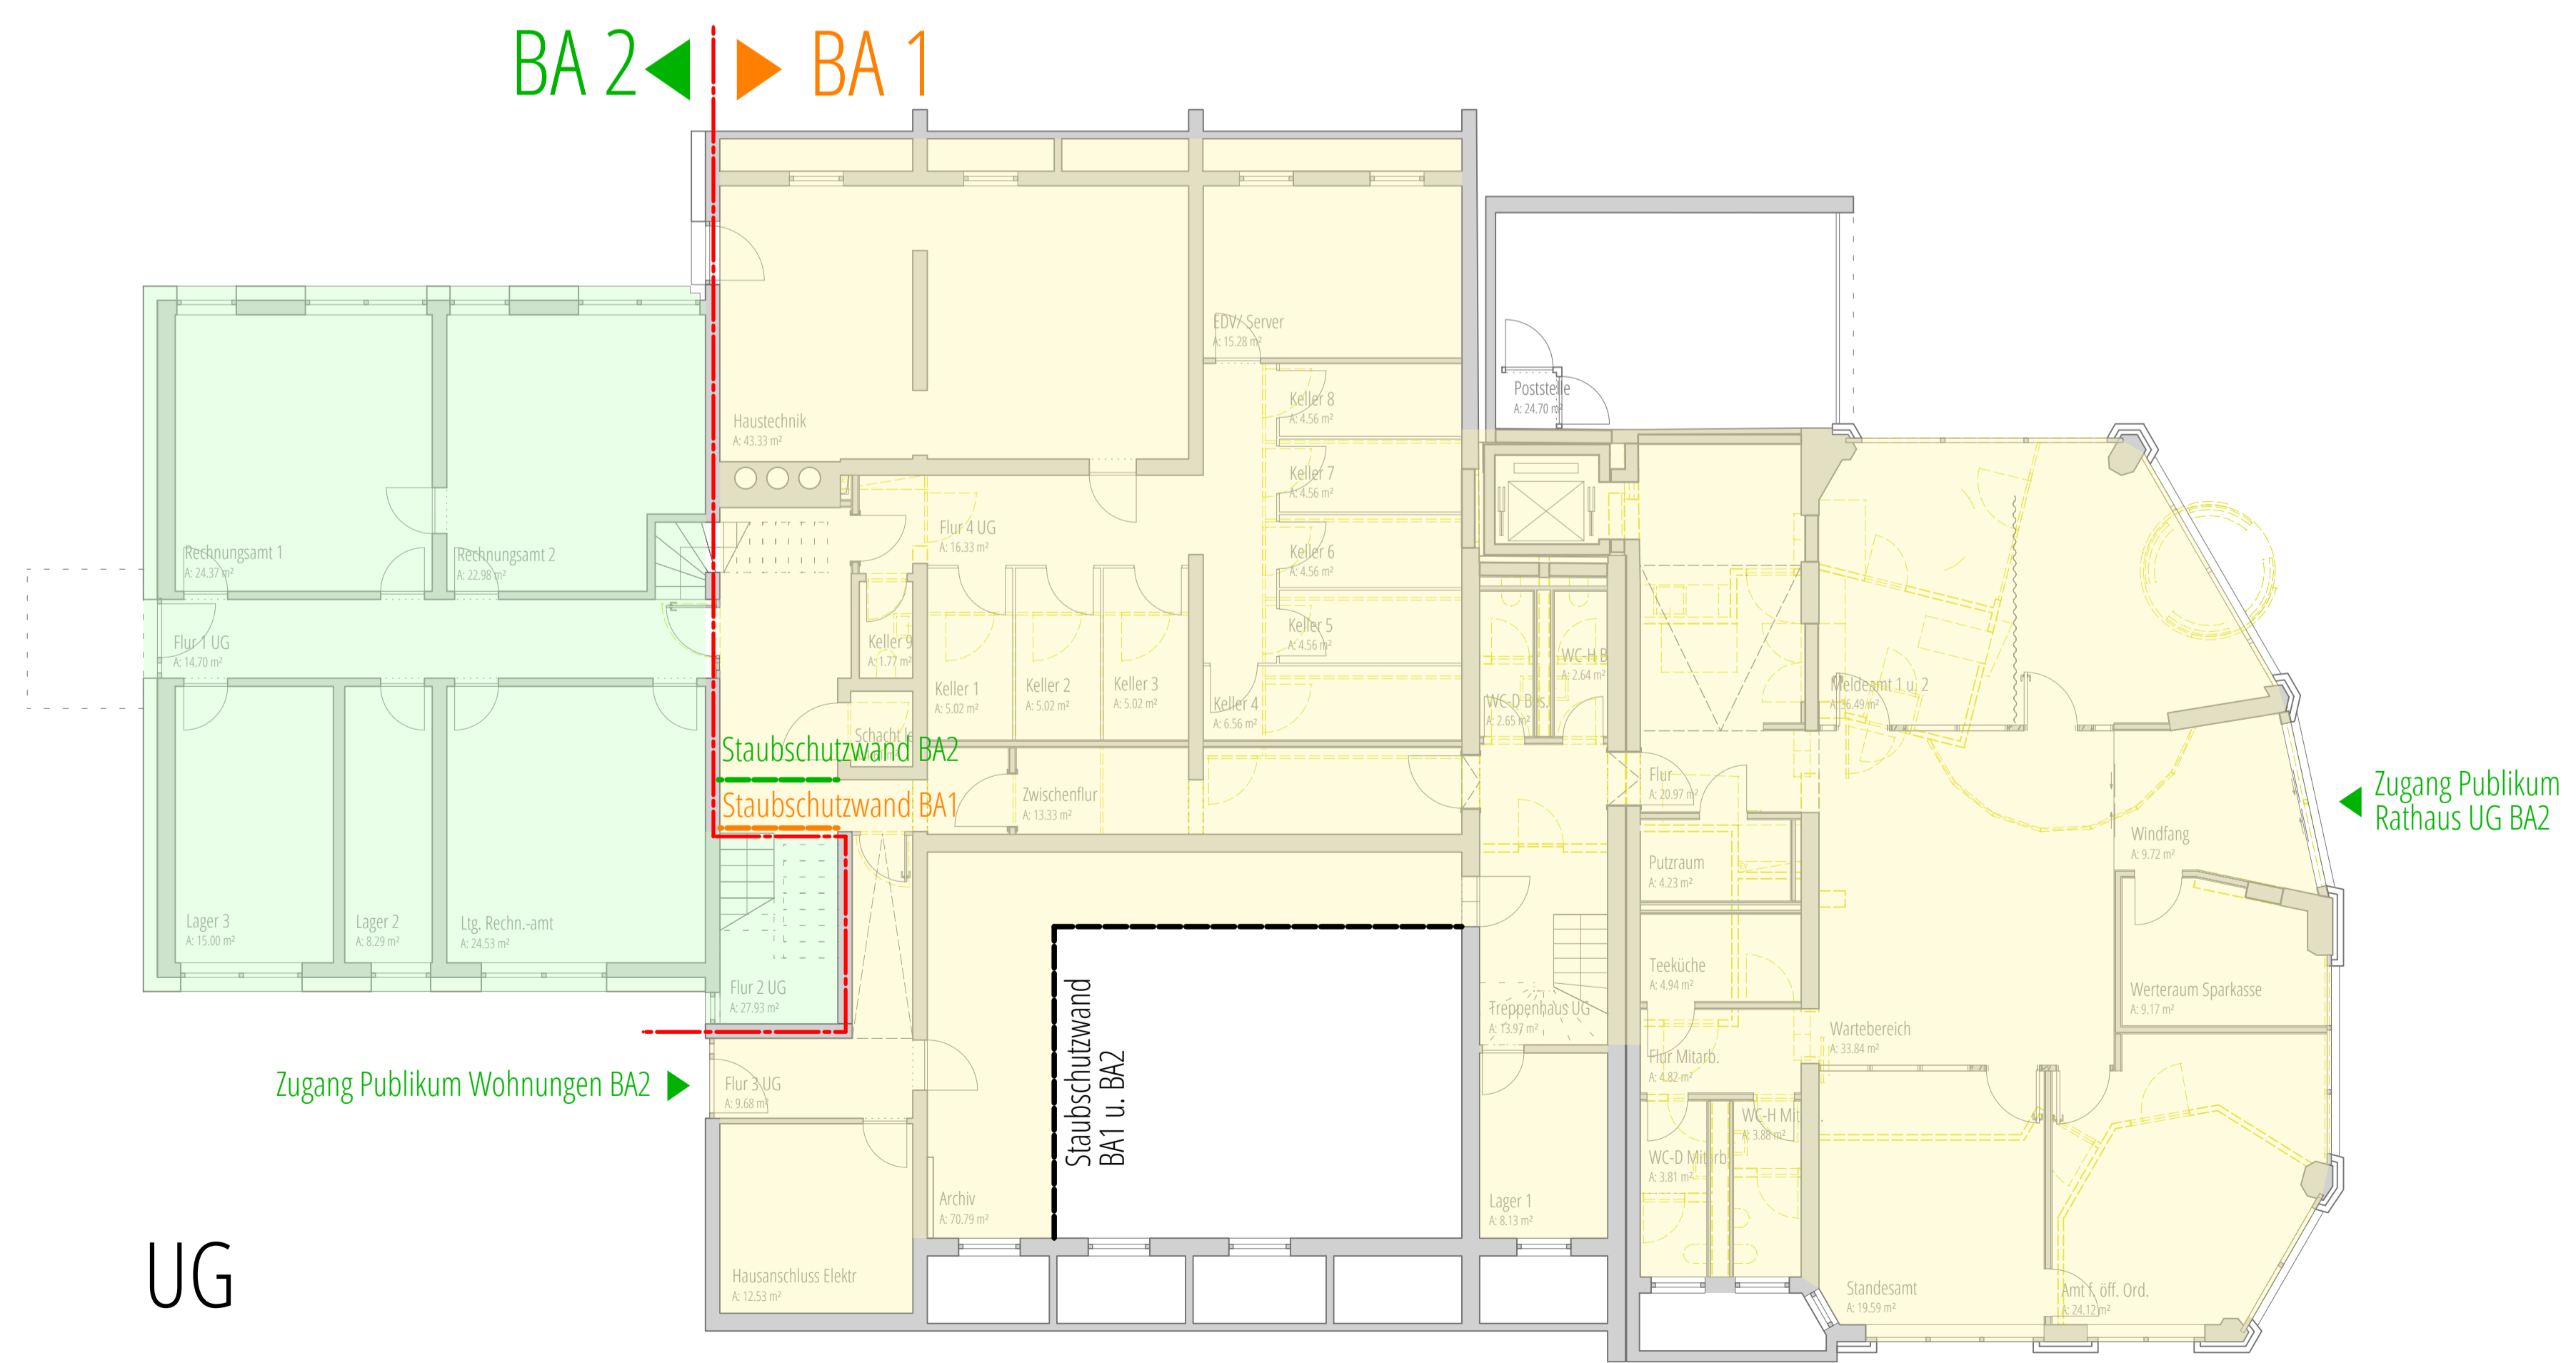 BA 2
BA 1
EDV/ Server
A: 15.28 m²
Poststelle
A: 24.70 m²
Keller 8
A: 4.56 m²
Haustechnik
A: 43.33 m²
Keller 7
A: 4.56 m²
Flur 4 UG
A: 16.33 m²
Keller 6
A: 4.56 m²
Rechnungsamt 1
A: 24.37 m²
Rechnungsamt 2
A: 22.98 m²
Keller 5
A: 4.56 m²
Flur 1 UG
A: 14.70 m²
Keller 9
A: 1.77 m²
WC-H B
A: 2.64 m²
Keller 1
A: 5.02 m²
Keller 2
A: 5.02 m²
Keller 3
A: 5.02 m²
Keller 4
A: 6.56 m²
WC-D Bes.
A: 2.65 m²
Meldeamt 1 u. 2
A: 36.49 m²
Schacht
Staubschutzwand BA2
Staubschutzwand BA1
Zwischenflur
A: 13.33 m²
Flur
A: 20.97 m²
Zugang Publikum
Rathaus UG BA2
Windfang
A: 9.72 m²
Putzraum
A: 4.23 m²
Lager 3
A: 15.00 m²
Lager 2
A: 8.29 m²
Ltg. Rechn.-amt
A: 24.53 m²
Flur 2 UG
A: 27.93 m²
Teeküche
A: 4.94 m²
Werteraum Sparkasse
A: 9.17 m²
Treppenhaus UG
A: 13.97 m²
Wartebereich
A: 33.84 m²
Staubschutzwand
BA1 u. BA2
Flur Mitarb.
A: 4.82 m²
Zugang Publikum Wohnungen BA2
Flur 3 UG
A: 9.68 m²
WC-H Mit
A: 3.88 m²
WC-D Mitarb.
A: 3.81 m²
Archiv
A: 70.79 m²
Lager 1
A: 8.13 m²
Hausanschluss Elektr
A: 12.53 m²
Standesamt
A: 19.59 m²
Amt f. öff. Ord.
A: 24.12 m²
UG